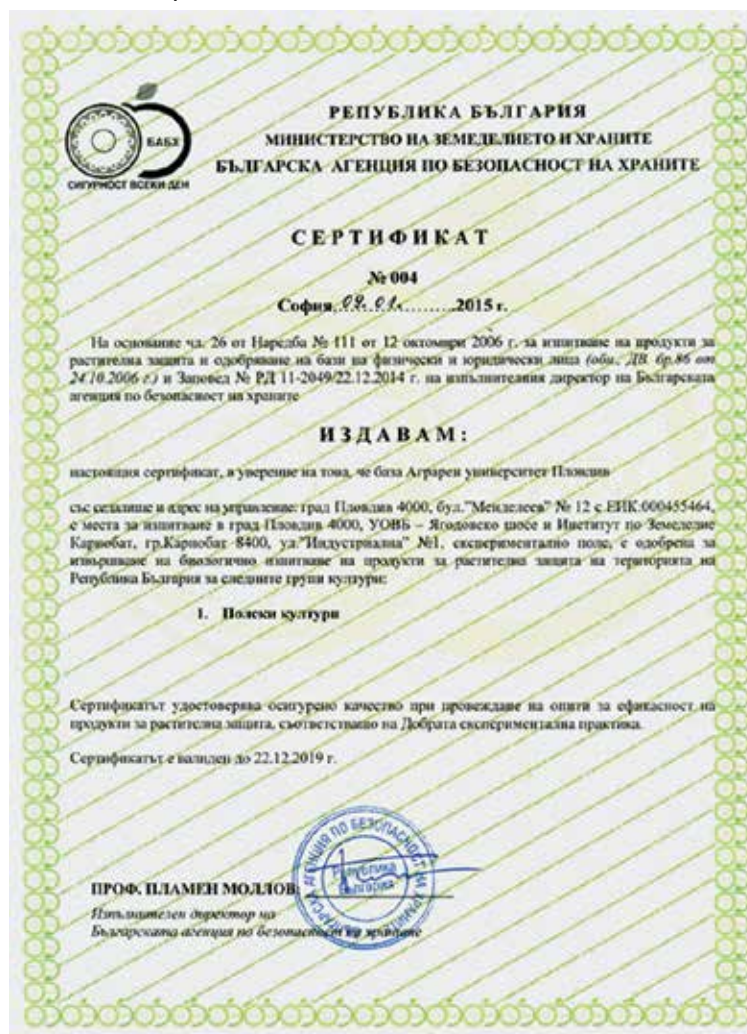 БАБХ
СИГУРНОСТ ВСЕКИ ДЕН
РЕПУБЛИКА БЪЛГАРИЯ
МИНИСТЕРСТВО НА ЗЕМЕДЕЛИЕТО И ХРАНИТЕ
БЪЛГАРСКА АГЕНЦИЯ ПО БЕЗОПАСНОСТ НА ХРАНИТЕ
СЕРТИФИКАТ
№ 004
София, 09.01. 2015 г.
На основание чл. 26 от Наредба № 111 от 12 октомври 2006 г. за изпитване на продукти за
растителна защита и одобряване на бази на физически и юридически лица (обн., ДВ. бр.86 от
24.10.2006 г.) и Заповед № РД 11-2049/22.12.2014 г. на изпълнителния директор на Българската
агенция по безопасност на храните
ИЗДАВАМ:
настоящия сертификат, в уверение на това, че база Аграрен университет Пловдив
със седалище и адрес на управление: град Пловдив 4000, бул."Менделеев" № 12 с ЕИК:000455464,
с места за изпитване в град Пловдив 4000, УОВБ – Ягодовско шосе и Институт по Земеделие
Карнобат, гр.Карнобат 8400, ул."Индустриална" №1, експериментално поле, е одобрена за
извършване на биологично изпитване на продукти за растителна защита на територията на
Република България за следните групи култури:
1. Полски култури
Сертификатът удостоверява осигурено качество при провеждане на опити за ефикасност на
продукти за растителна защита, съответстващо на Добрата експериментална практика.
Сертификатът е валиден до 22.12.2019 г.
ПРОФ. ПЛАМЕН МОЛЛОВ:
Изпълнителен директор на
Българската агенция по безопасност на храните
Република
България